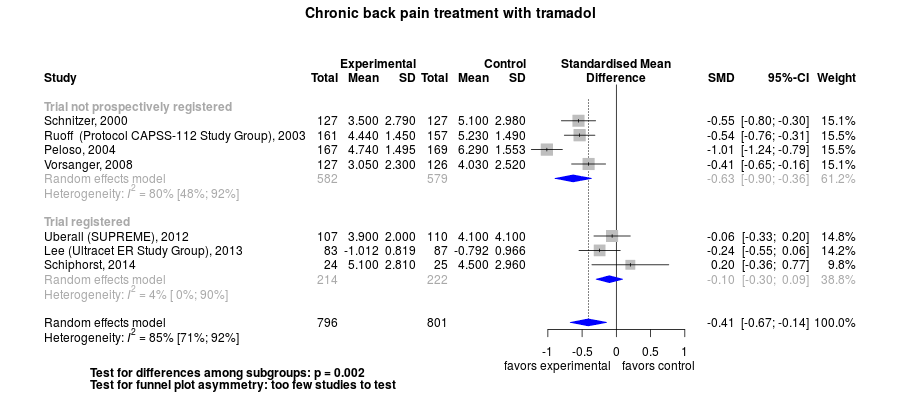 Chronic back pain treatment with tramadol
Experimental Control Standardised Mean
Study Total Mean SD Total Mean SD Difference SMD 95%-CI Weight
Trial not prospectively registered
Schnitzer, 2000 127 3.500 2.790 127 5.100 2.980 -0.55 [-0.80; -0.30] 15.1%
Ruoff (Protocol CAPSS-112 Study Group), 2003 161 4.440 1.450 157 5.230 1.490 -0.54 [-0.76; -0.31] 15.5%
Peloso, 2004 167 4.740 1.495 169 6.290 1.553 -1.01 [-1.24; -0.79] 15.5%
Vorsanger, 2008 127 3.050 2.300 126 4.030 2.520 -0.41 [-0.65; -0.16] 15.1%
Random effects model 582 579 -0.63 [-0.90; -0.36] 61.2%
Heterogeneity: I² = 80% [48%; 92%]
Trial registered
Uberall (SUPREME), 2012 107 3.900 2.000 110 4.100 4.100 -0.06 [-0.33; 0.20] 14.8%
Lee (Ultracet ER Study Group), 2013 83 -1.012 0.819 87 -0.792 0.966 -0.24 [-0.55; 0.06] 14.2%
Schiphorst, 2014 24 5.100 2.810 25 4.500 2.960 0.20 [-0.36; 0.77] 9.8%
Random effects model 214 222 -0.10 [-0.30; 0.09] 38.8%
Heterogeneity: I² = 4% [ 0%; 90%]
Random effects model 796 801 -0.41 [-0.67; -0.14] 100.0%
Heterogeneity: I² = 85% [71%; 92%]
-1 -0.5 0 0.5 1
favors experimental favors control
Test for differences among subgroups: p = 0.002
Test for funnel plot asymmetry: too few studies to test